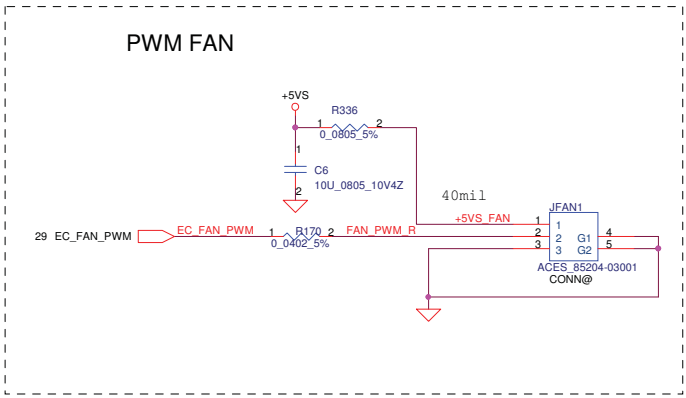 PWM FAN
+5VS
R336
1 2
0_0805_5%
1
C6
10U_0805_10V4Z
2
40mil
JFAN1
+5VS_FAN 1 1
29 EC_FAN_PWM EC_FAN_PWM 1 R170 2 FAN_PWM_R 2 2 G1 4
0_0402_5%
3 3 G2 5
ACES_85204-03001
CONN@